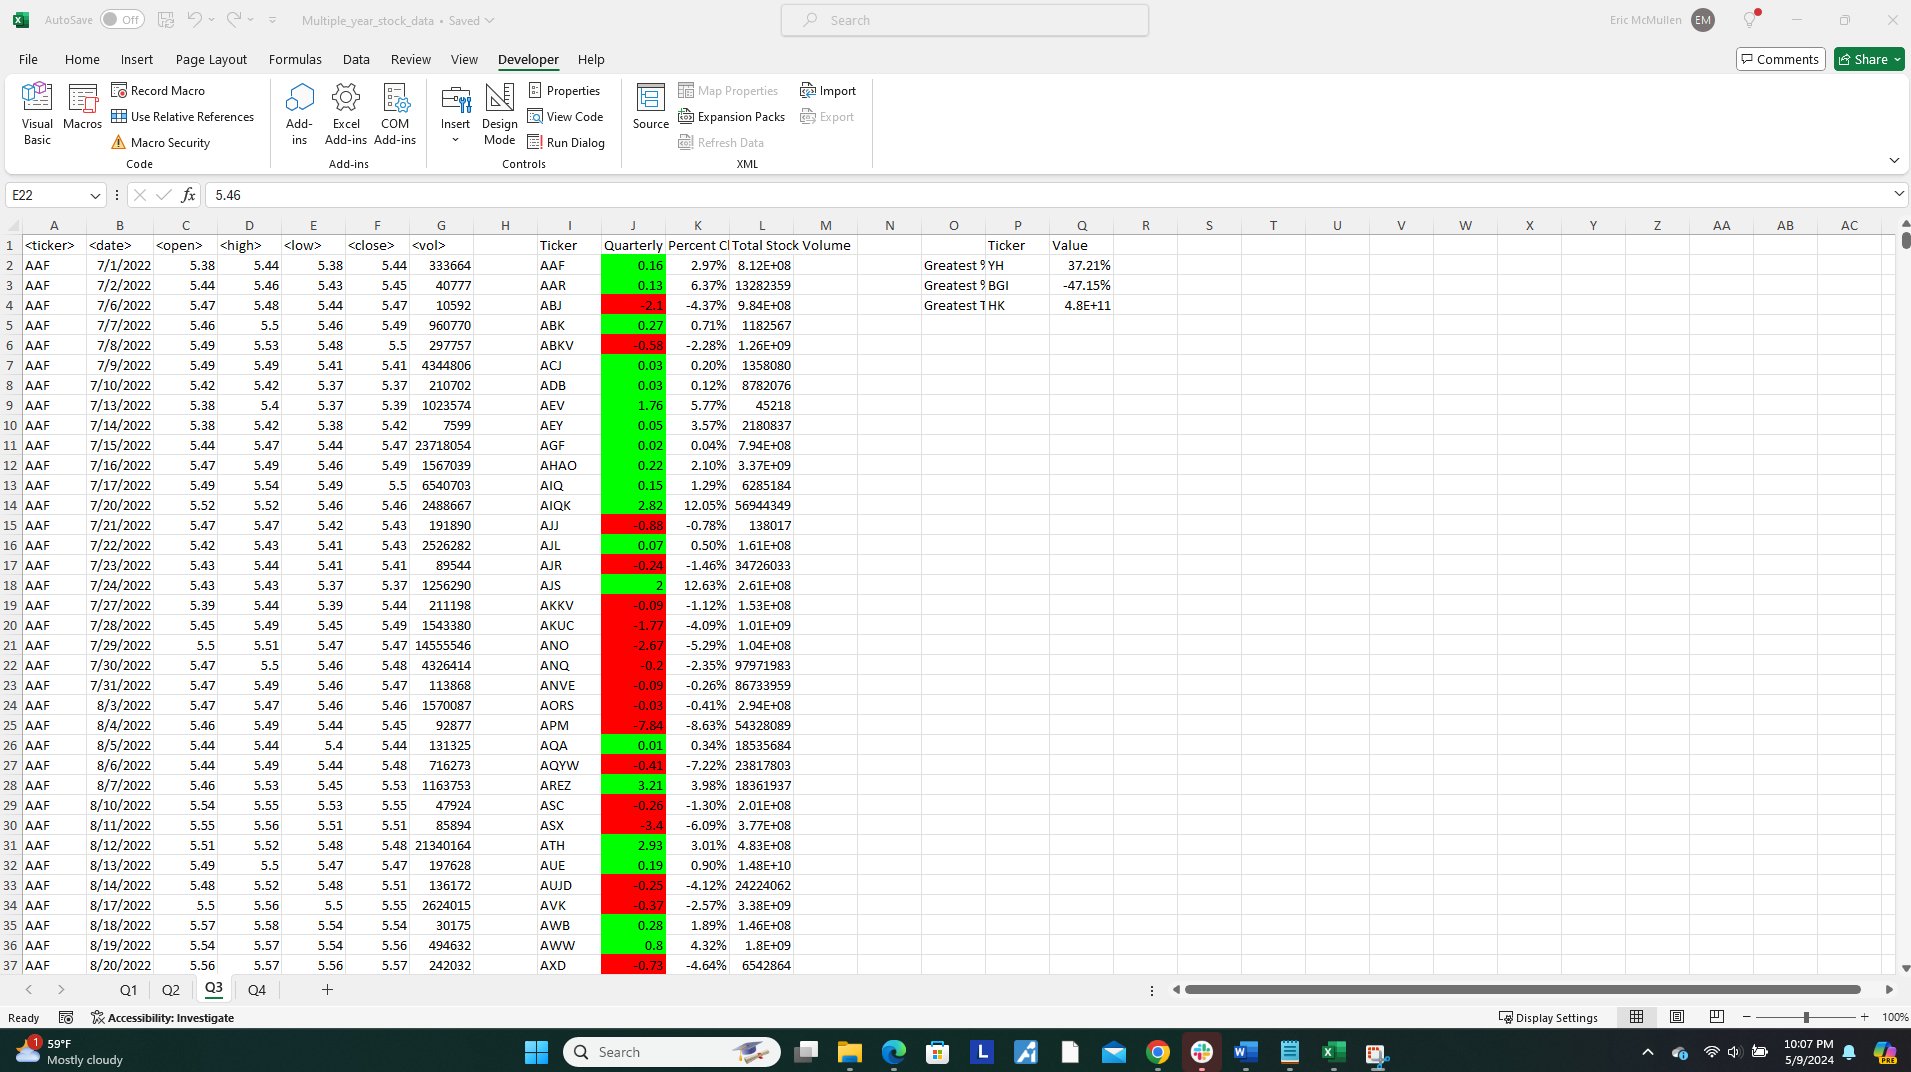 AutoSave Off Multiple_year_stock_data • Saved Search Eric McMullen EM
File Home Insert Page Layout Formulas Data Review View Developer Help Comments Share
Visual Basic
Macros
Record Macro
Use Relative References
Macro Security
Code
Add-ins
Excel Add-ins
COM Add-ins
Add-ins
Insert
Design Mode
Properties
View Code
Run Dialog
Controls
Source
Map Properties
Expansion Packs
Refresh Data
Import
Export
XML
E22 fx 5.46
A B C D E F G H I J K L M N O P Q R S T U V W X Y Z AA AB AC
1 <ticker> <date> <open> <high> <low> <close> <vol> Ticker Quarterly Percent Cl Total Stock Volume Ticker Value
2 AAF 7/1/2022 5.38 5.44 5.38 5.44 333664 AAF 0.16 2.97% 8.12E+08 Greatest % YH 37.21%
3 AAF 7/2/2022 5.44 5.46 5.43 5.45 40777 AAR 0.13 6.37% 13282359 Greatest % BGI -47.15%
4 AAF 7/6/2022 5.47 5.48 5.44 5.47 10592 ABJ -2.1 -4.37% 9.84E+08 Greatest T HK 4.8E+11
5 AAF 7/7/2022 5.46 5.5 5.46 5.49 960770 ABK 0.27 0.71% 1182567
6 AAF 7/8/2022 5.49 5.53 5.48 5.5 297757 ABKV -0.58 -2.28% 1.26E+09
7 AAF 7/9/2022 5.49 5.49 5.41 5.41 4344806 ACJ 0.03 0.20% 1358080
8 AAF 7/10/2022 5.42 5.42 5.37 5.37 210702 ADB 0.03 0.12% 8782076
9 AAF 7/13/2022 5.38 5.4 5.37 5.39 1023574 AEV 1.76 5.77% 45218
10 AAF 7/14/2022 5.38 5.42 5.38 5.42 7599 AEY 0.05 3.57% 2180837
11 AAF 7/15/2022 5.44 5.47 5.44 5.47 23718054 AGF 0.02 0.04% 7.94E+08
12 AAF 7/16/2022 5.47 5.49 5.46 5.49 1567039 AHAO 0.22 2.10% 3.37E+09
13 AAF 7/17/2022 5.49 5.54 5.49 5.5 6540703 AIQ 0.15 1.29% 6285184
14 AAF 7/20/2022 5.52 5.52 5.46 5.46 2488667 AIQK 2.82 12.05% 56944349
15 AAF 7/21/2022 5.47 5.47 5.42 5.43 191890 AJJ -0.88 -0.78% 138017
16 AAF 7/22/2022 5.42 5.43 5.41 5.43 2526282 AJL 0.07 0.50% 1.61E+08
17 AAF 7/23/2022 5.43 5.44 5.41 5.41 89544 AJR -0.24 -1.46% 34726033
18 AAF 7/24/2022 5.43 5.43 5.37 5.37 1256290 AJS 2 12.63% 2.61E+08
19 AAF 7/27/2022 5.39 5.44 5.39 5.44 211198 AKKV -0.09 -1.12% 1.53E+08
20 AAF 7/28/2022 5.45 5.49 5.45 5.49 1543380 AKUC -1.77 -4.09% 1.01E+09
21 AAF 7/29/2022 5.5 5.51 5.47 5.47 14555546 ANO -2.67 -5.29% 1.04E+08
22 AAF 7/30/2022 5.47 5.5 5.46 5.48 4326414 ANQ -0.2 -2.35% 97971983
23 AAF 7/31/2022 5.47 5.49 5.46 5.47 113868 ANVE -0.09 -0.26% 86733959
24 AAF 8/3/2022 5.47 5.47 5.46 5.46 1570087 AORS -0.03 -0.41% 2.94E+08
25 AAF 8/4/2022 5.46 5.49 5.44 5.45 92877 APM -7.84 -8.63% 54328089
26 AAF 8/5/2022 5.44 5.44 5.4 5.44 131325 AQA 0.01 0.34% 18535684
27 AAF 8/6/2022 5.44 5.49 5.44 5.48 716273 AQYW -0.41 -7.22% 23817803
28 AAF 8/7/2022 5.46 5.53 5.45 5.53 1163753 AREZ 3.21 3.98% 18361937
29 AAF 8/10/2022 5.54 5.55 5.53 5.55 47924 ASC -0.26 -1.30% 2.01E+08
30 AAF 8/11/2022 5.55 5.56 5.51 5.51 85894 ASX -3.4 -6.09% 3.77E+08
31 AAF 8/12/2022 5.51 5.52 5.48 5.48 21340164 ATH 2.93 3.01% 4.83E+08
32 AAF 8/13/2022 5.49 5.5 5.47 5.47 197628 AUE 0.19 0.90% 1.48E+10
33 AAF 8/14/2022 5.48 5.52 5.48 5.51 136172 AUJD -0.25 -4.12% 24224062
34 AAF 8/17/2022 5.5 5.56 5.5 5.55 2624015 AVK -0.37 -2.57% 3.38E+09
35 AAF 8/18/2022 5.57 5.58 5.54 5.54 30175 AWB 0.28 1.89% 1.46E+08
36 AAF 8/19/2022 5.54 5.57 5.54 5.56 494632 AWW 0.8 4.32% 1.8E+09
37 AAF 8/20/2022 5.56 5.57 5.56 5.57 242032 AXD -0.73 -4.64% 6542864
Q1 Q2 Q3 Q4
Ready Accessibility: Investigate Display Settings 100%
1 59°F
Mostly cloudy
Search
10:07 PM
5/9/2024